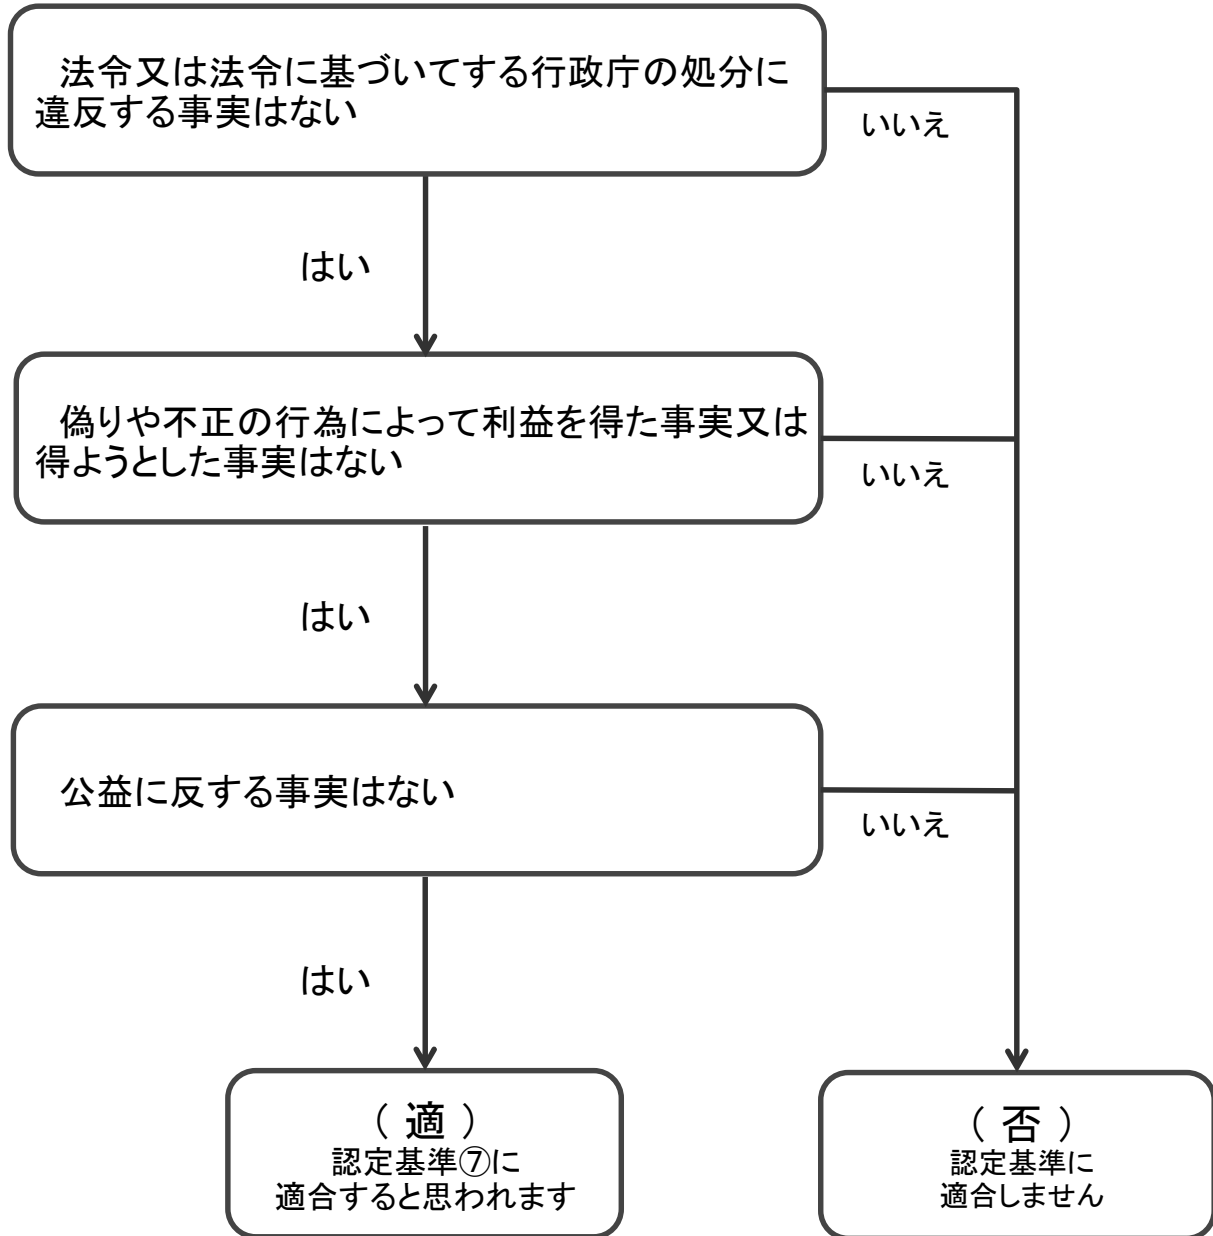 法令又は法令に基づいてする行政庁の処分に
違反する事実はない
いいえ
はい
偽りや不正の行為によって利益を得た事実又は
得ようとした事実はない
いいえ
はい
公益に反する事実はない
いいえ
はい
（ 適 ）
認定基準⑦に
適合すると思われます
（ 否 ）
認定基準に
適合しません